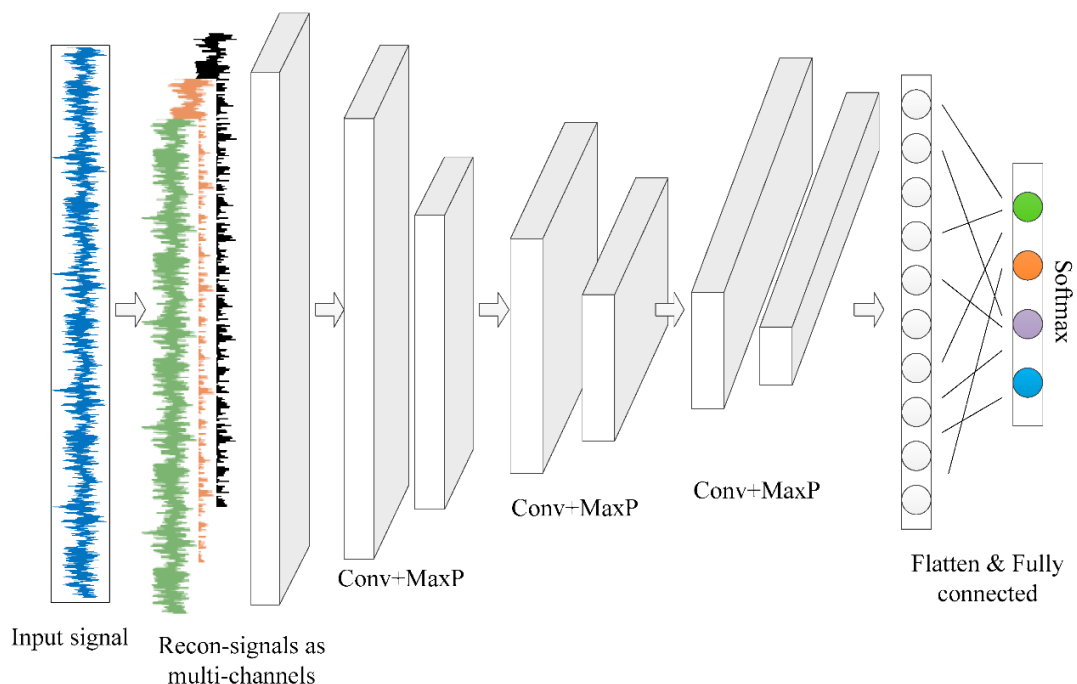 Input signal
Recon-signals as
multi-channels
Conv+MaxP
Conv+MaxP
Conv+MaxP
Flatten & Fully
connected
Softmax